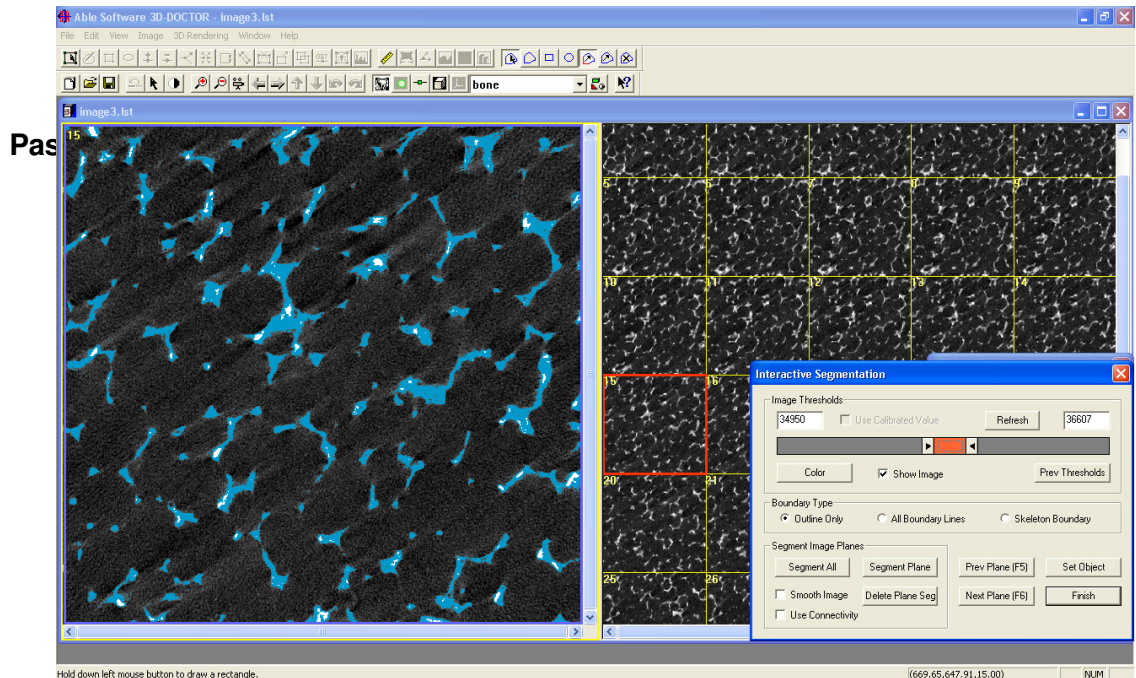 Able Software 3D-DOCTOR - image3.lst
File Edit View Image 3D Rendering Window Help
bone
image3.lst
Pas
15
5 6 7 8 9
10 11 12 13 14
15 16
20 21
25 26
Interactive Segmentation
Image Thresholds
34950 Use Calibrated Value Refresh 36607
Color Show Image Prev Thresholds
Boundary Type
Outline Only All Boundary Lines Skeleton Boundary
Segment Image Planes
Segment All Segment Plane Prev Plane (F5) Set Object
Smooth Image Delete Plane Seg Next Plane (F6) Finish
Use Connectivity
Hold down left mouse button to draw a rectangle. (669.65,647.91,15.00) NUM